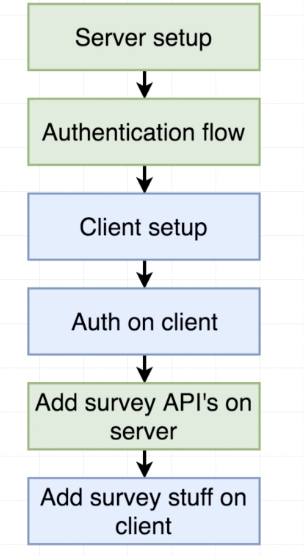 Server setup
Authentication flow
Client setup
Auth on client
Add survey API's on
server
Add survey stuff on
client